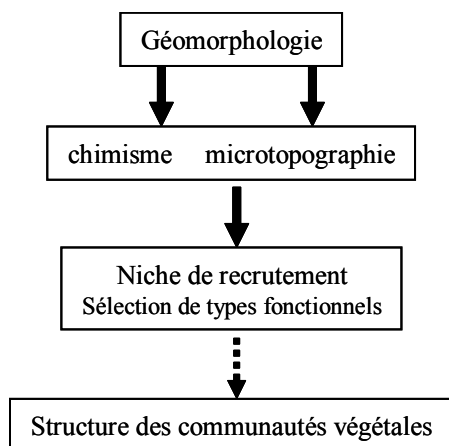 Géomorphologie
chimisme microtopographie
Niche de recrutement
Sélection de types fonctionnels
Structure des communautés végétales